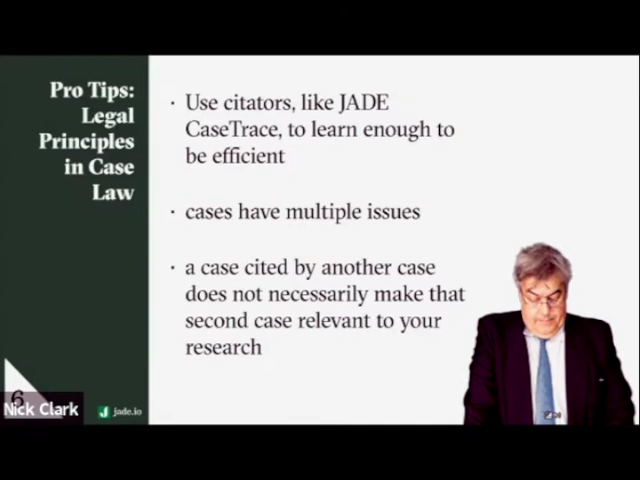 Pro Tips:
Legal
Principles
in Case
Law
· Use citators, like JADE
CaseTrace, to learn enough to
be efficient
· cases have multiple issues
· a case cited by another case
does not necessarily make that
second case relevant to your
research
6
Nick Clark
jade.io